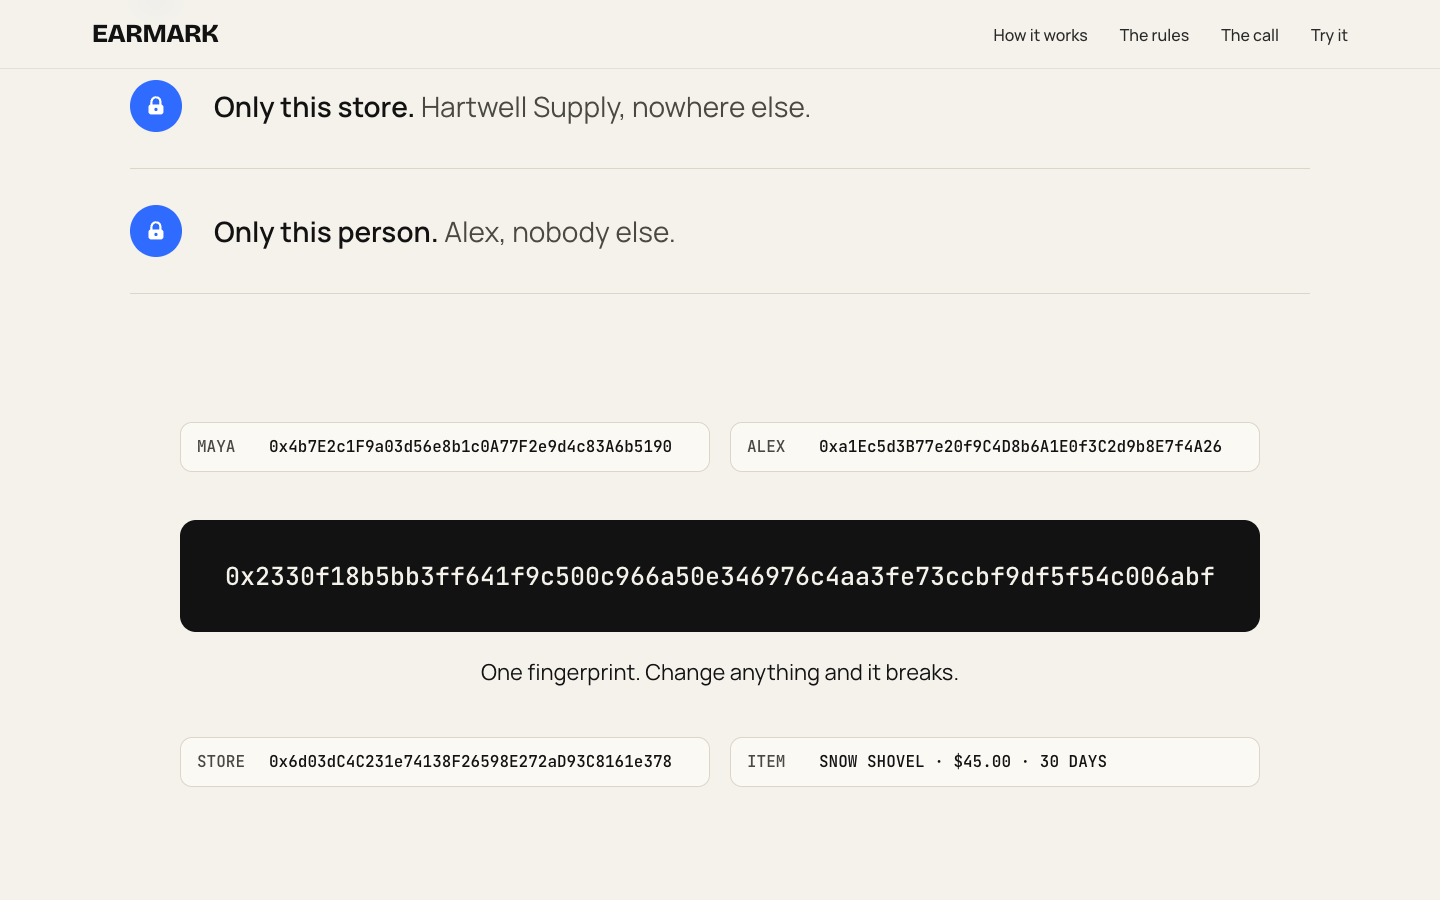 EARMARK
How it works
The rules
The call
Try it
Only this store. Hartwell Supply, nowhere else.
Only this person. Alex, nobody else.
MAYA 0x4b7E2c1F9a03d56e8b1c0A77F2e9d4c83A6b5190
ALEX 0xa1Ec5d3B77e20f9C4D8b6A1E0f3C2d9b8E7f4A26
0x2330f18b5bb3ff641f9c500c966a50e346976c4aa3fe73ccbf9df5f54c006abf
One fingerprint. Change anything and it breaks.
STORE 0x6d03dC4C231e74138F26598E272aD93C8161e378
ITEM SNOW SHOVEL · $45.00 · 30 DAYS